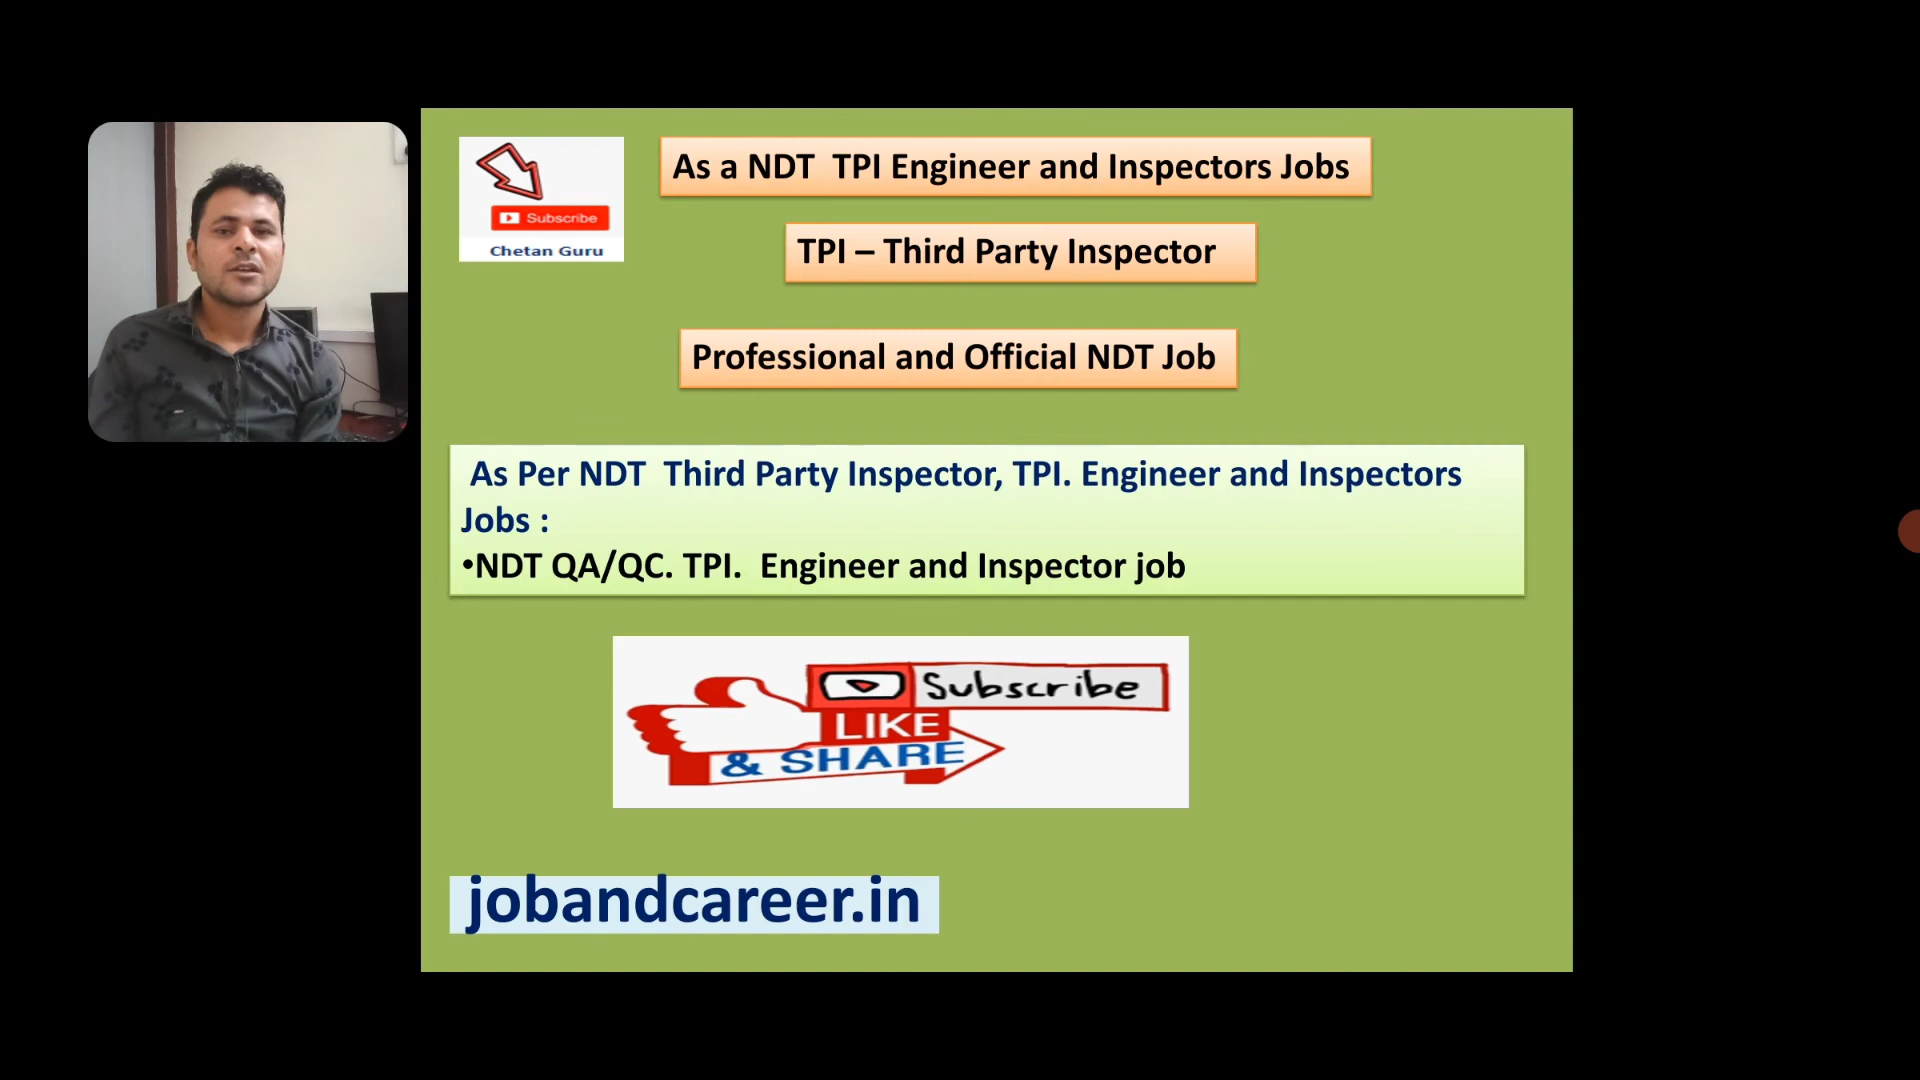 Subscribe
Chetan Guru
As a NDT  TPI Engineer and Inspectors Jobs
TPI – Third Party Inspector
Professional and Official NDT Job
As Per NDT  Third Party Inspector, TPI. Engineer and Inspectors
Jobs :
•NDT QA/QC. TPI.  Engineer and Inspector job
Subscribe
LIKE
& SHARE
jobandcareer.in